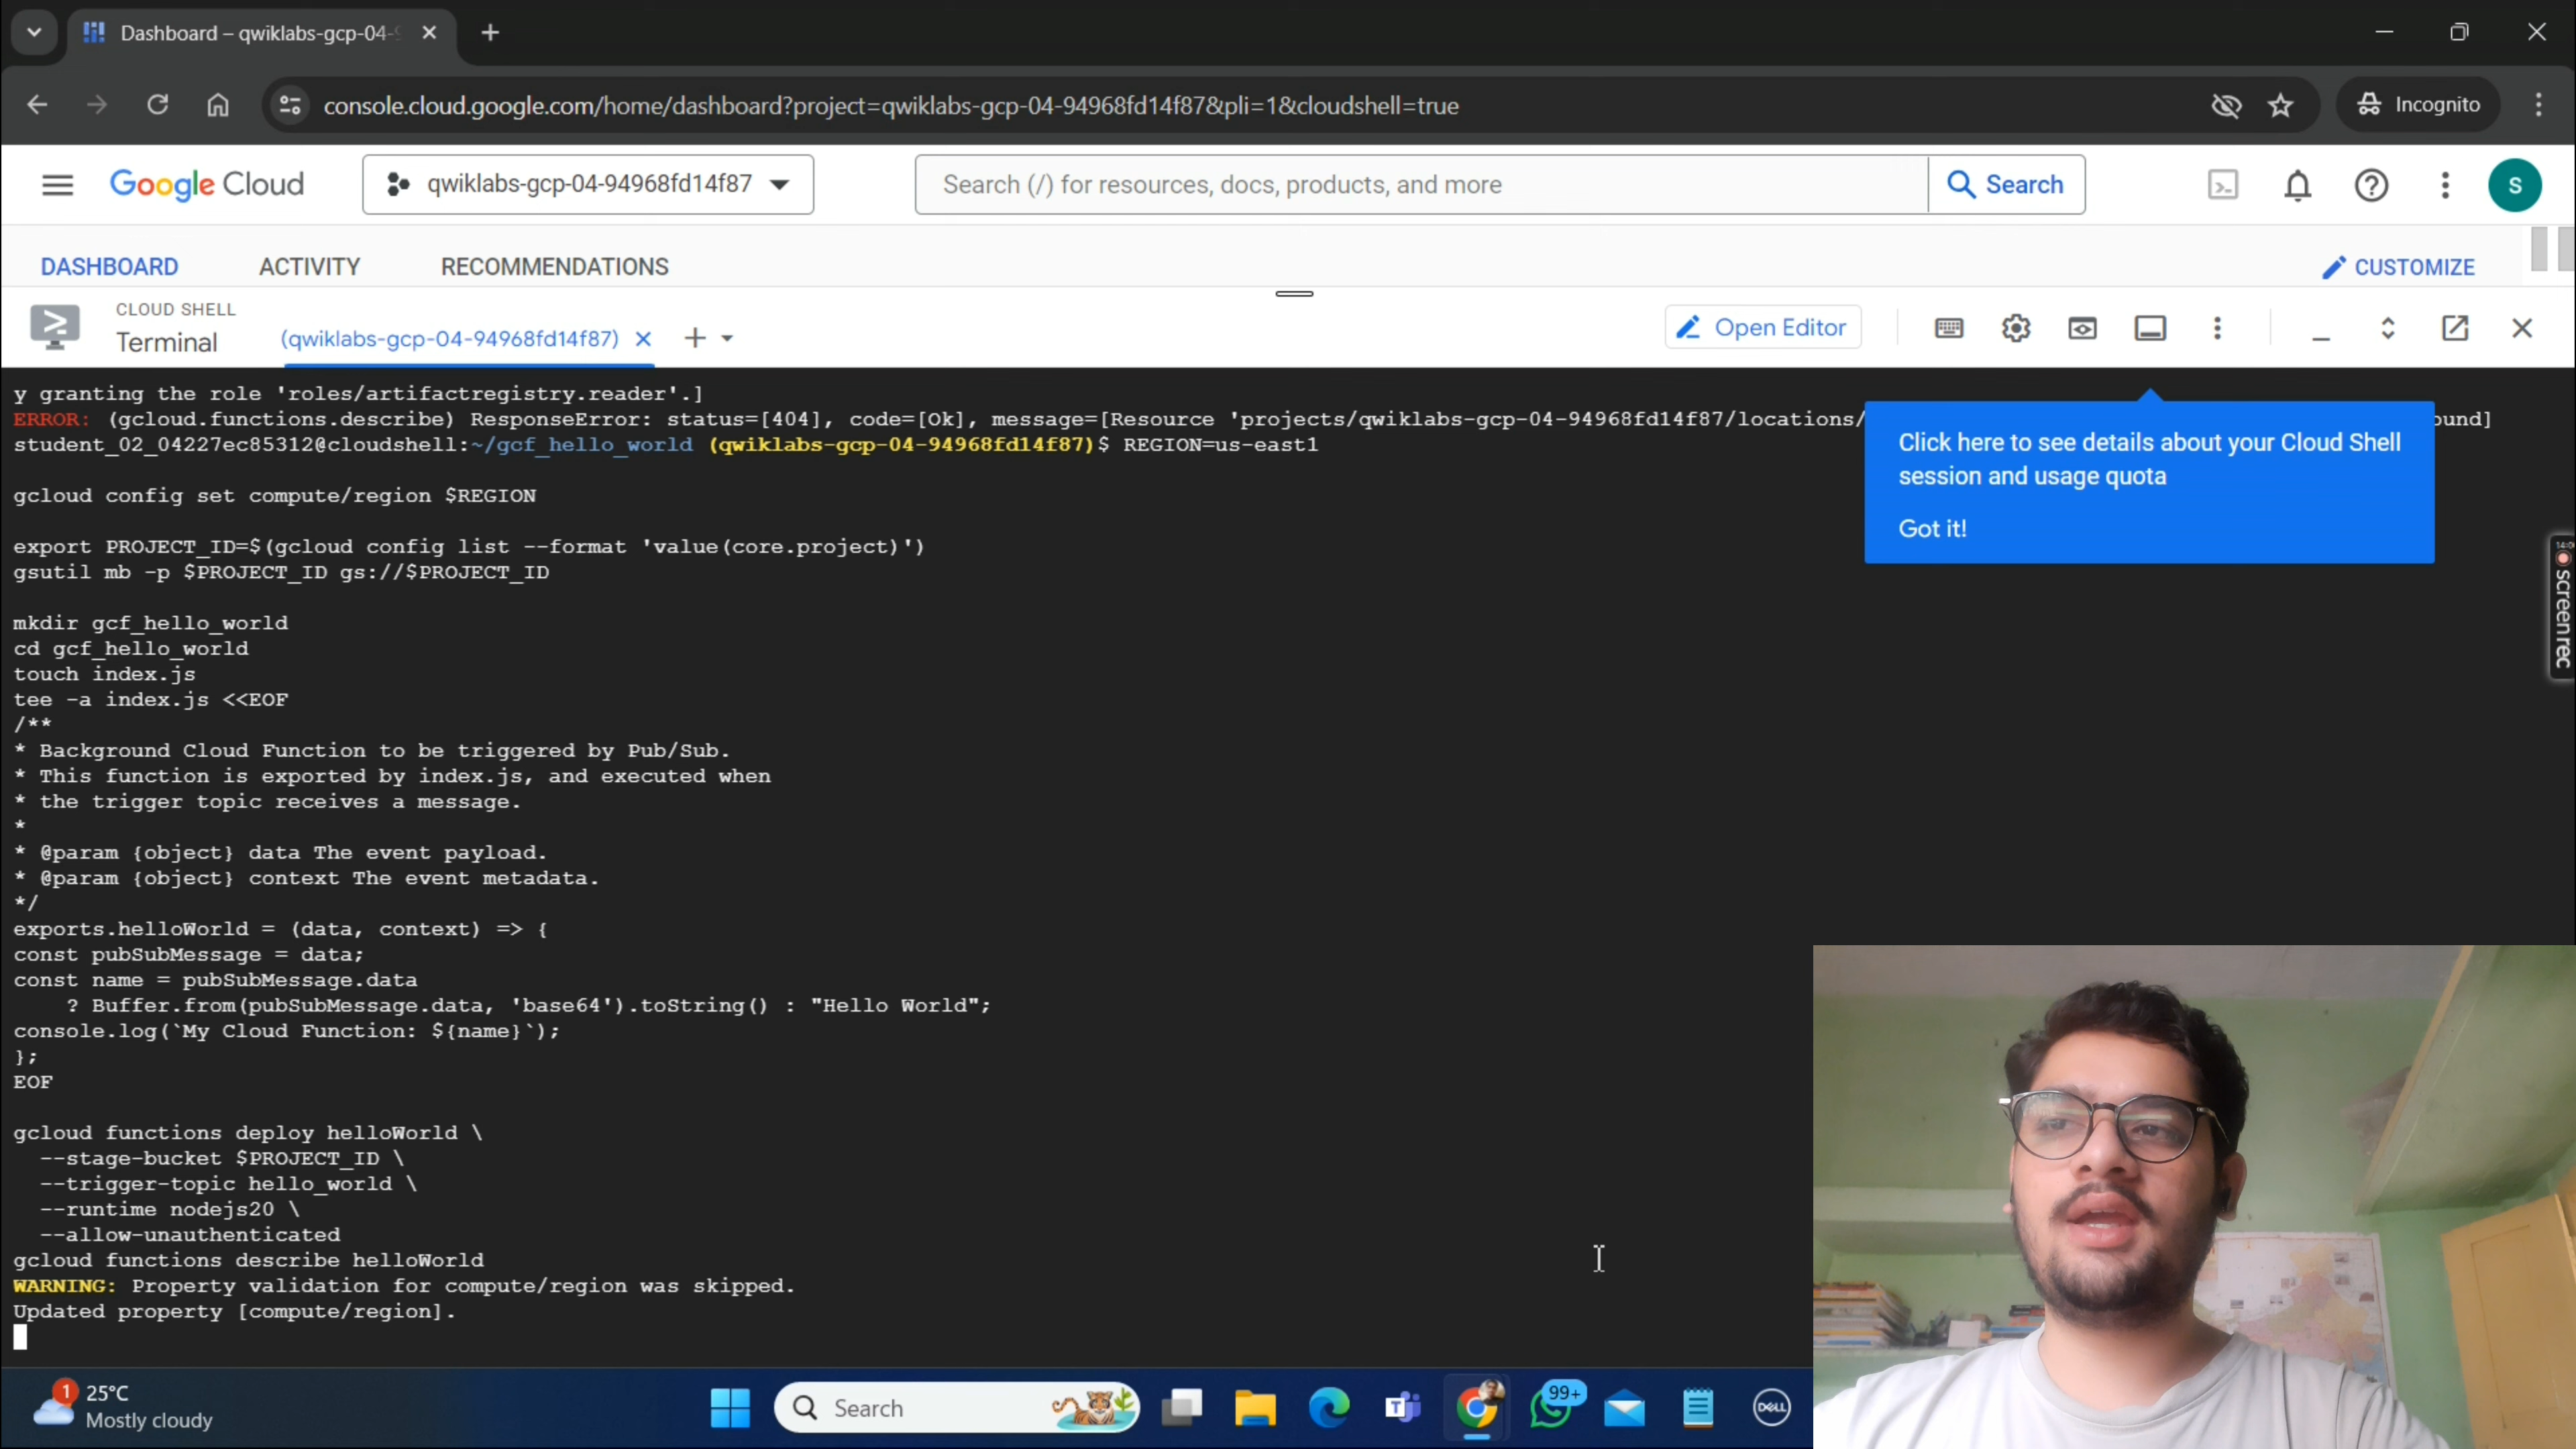 Dashboard – qwiklabs-gcp-04-9
console.cloud.google.com/home/dashboard?project=qwiklabs-gcp-04-94968fd14f87&pli=1&cloudshell=true
Incognito
Google Cloud
qwiklabs-gcp-04-94968fd14f87
Search (/) for resources, docs, products, and more
Search
S
DASHBOARD
ACTIVITY
RECOMMENDATIONS
CUSTOMIZE
CLOUD SHELL
Terminal
(qwiklabs-gcp-04-94968fd14f87)
Open Editor
y granting the role 'roles/artifactregistry.reader'.]
ERROR: (gcloud.functions.describe) ResponseError: status=[404], code=[Ok], message=[Resource 'projects/qwiklabs-gcp-04-94968fd14f87/locations/ ound]
student_02_04227ec85312@cloudshell:~/gcf_hello_world (qwiklabs-gcp-04-94968fd14f87)$ REGION=us-east1
gcloud config set compute/region $REGION
export PROJECT_ID=$(gcloud config list --format 'value(core.project)')
gsutil mb -p $PROJECT_ID gs://$PROJECT_ID
mkdir gcf_hello_world
cd gcf_hello_world
touch index.js
tee -a index.js <<EOF
/**
* Background Cloud Function to be triggered by Pub/Sub.
* This function is exported by index.js, and executed when
* the trigger topic receives a message.
*
* @param {object} data The event payload.
* @param {object} context The event metadata.
*/
exports.helloWorld = (data, context) => {
const pubSubMessage = data;
const name = pubSubMessage.data
? Buffer.from(pubSubMessage.data, 'base64').toString() : "Hello World";
console.log(`My Cloud Function: ${name}`);
};
EOF
gcloud functions deploy helloWorld \
--stage-bucket $PROJECT_ID \
--trigger-topic hello_world \
--runtime nodejs20 \
--allow-unauthenticated
gcloud functions describe helloWorld
WARNING: Property validation for compute/region was skipped.
Updated property [compute/region].
Click here to see details about your Cloud Shell
session and usage quota
Got it!
screenrec
1
25°C
Mostly cloudy
Search
99+
DELL